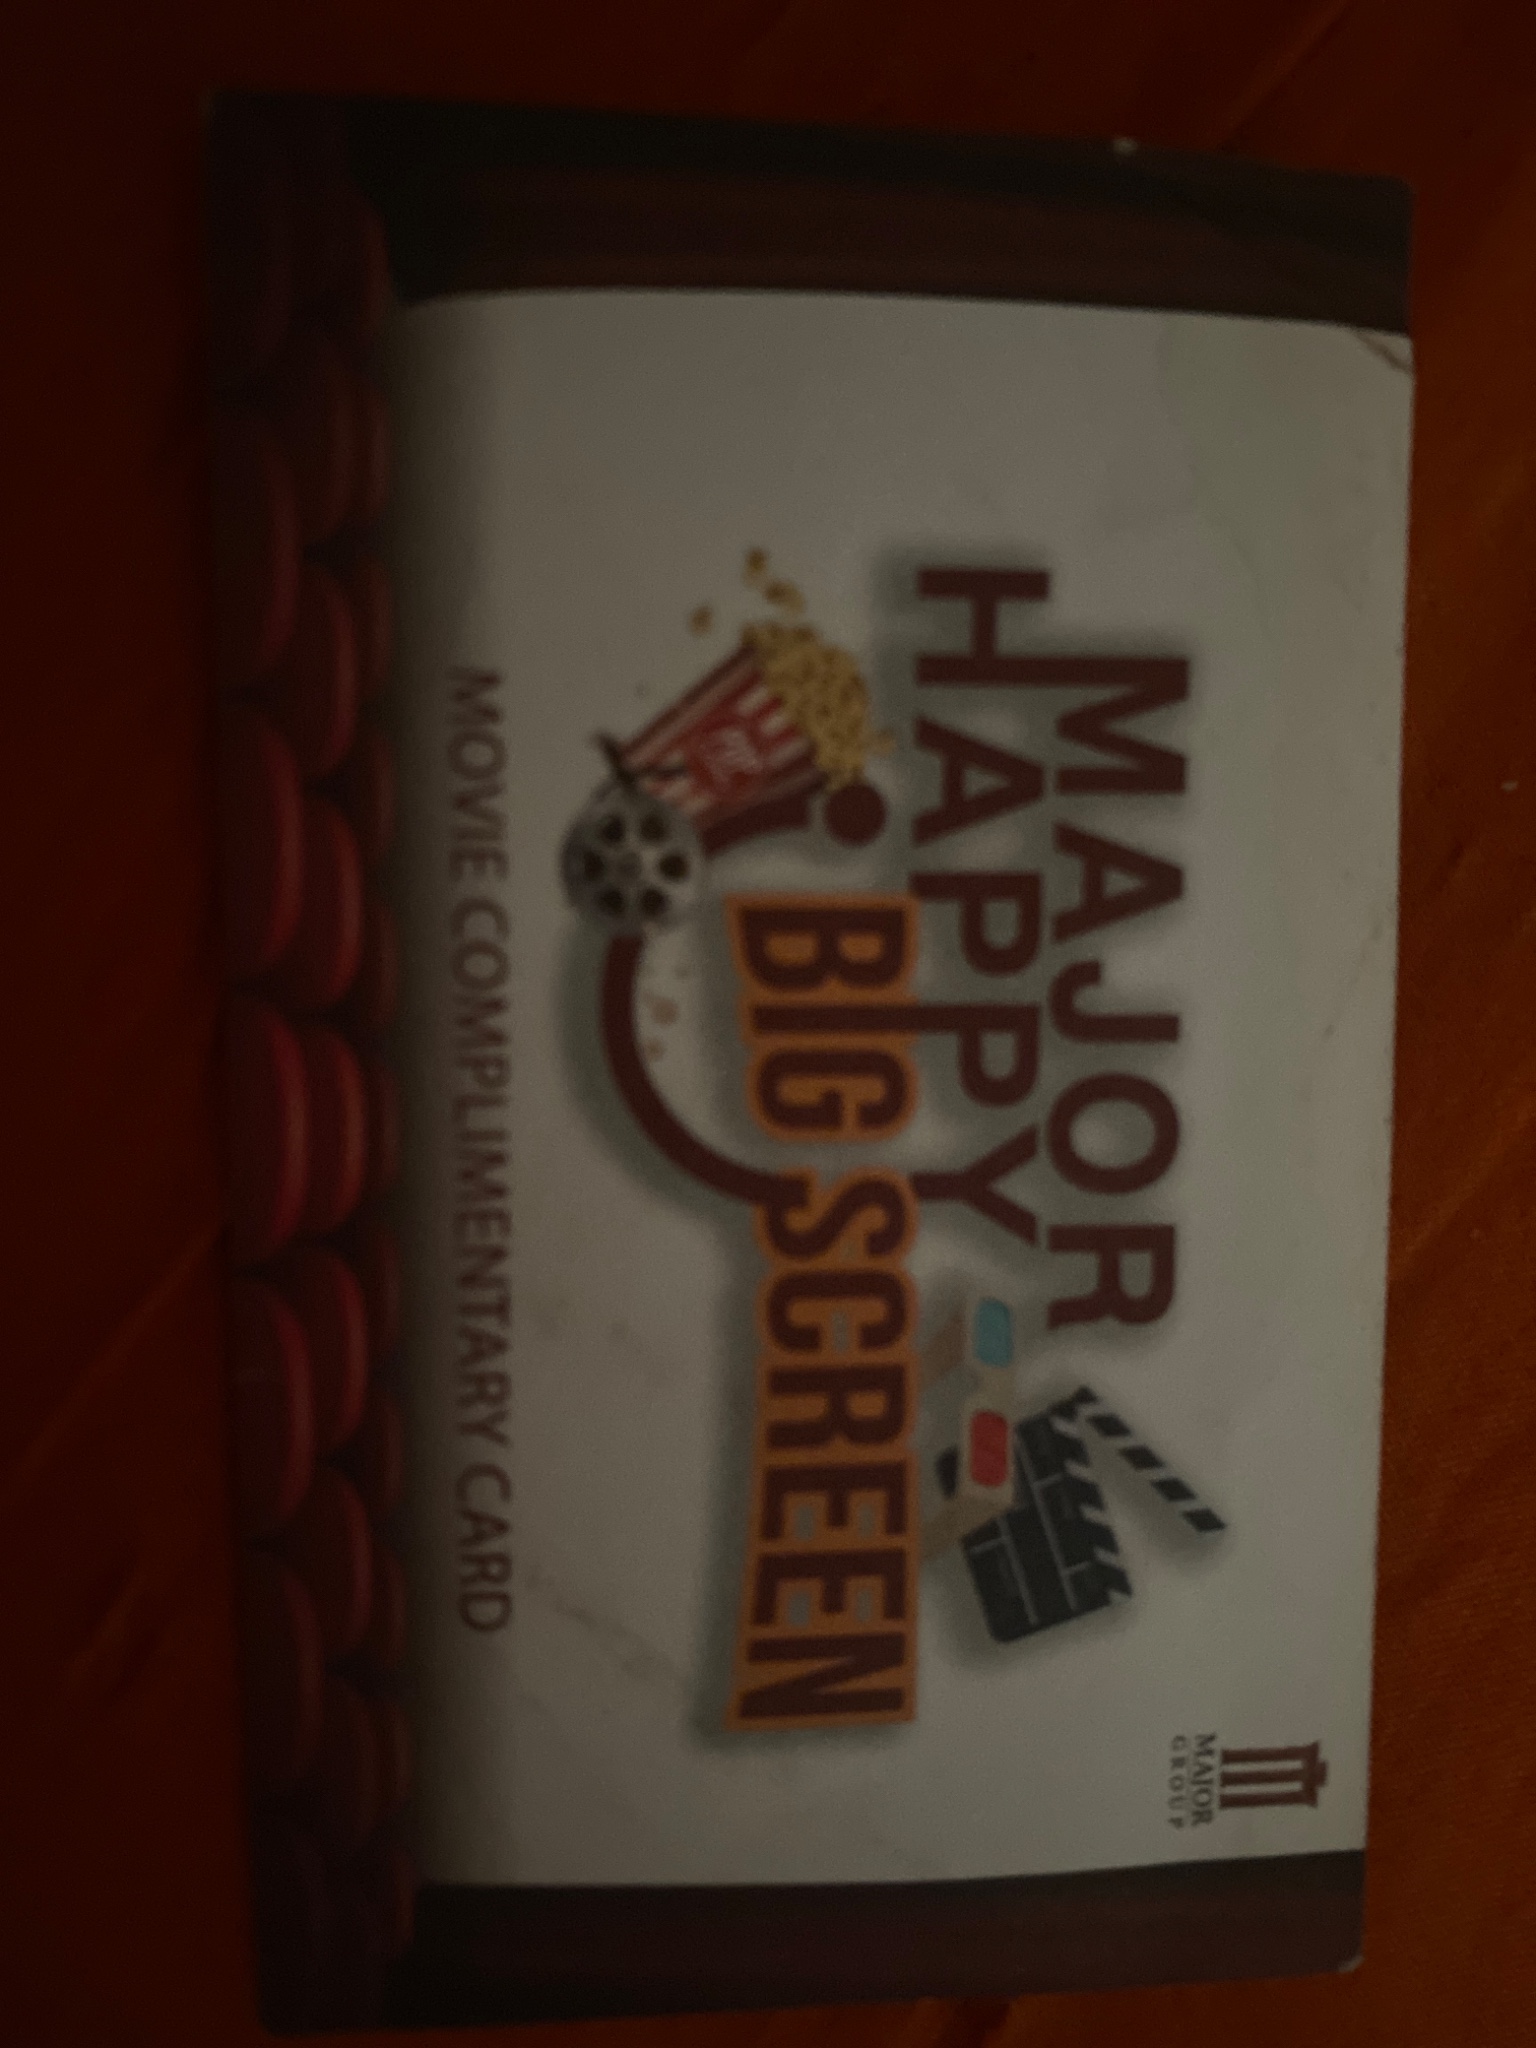 MAJOR
GROUP
MAJOR
HAPPY
BIG SCREEN
MOVIE COMPLIMENTARY CARD